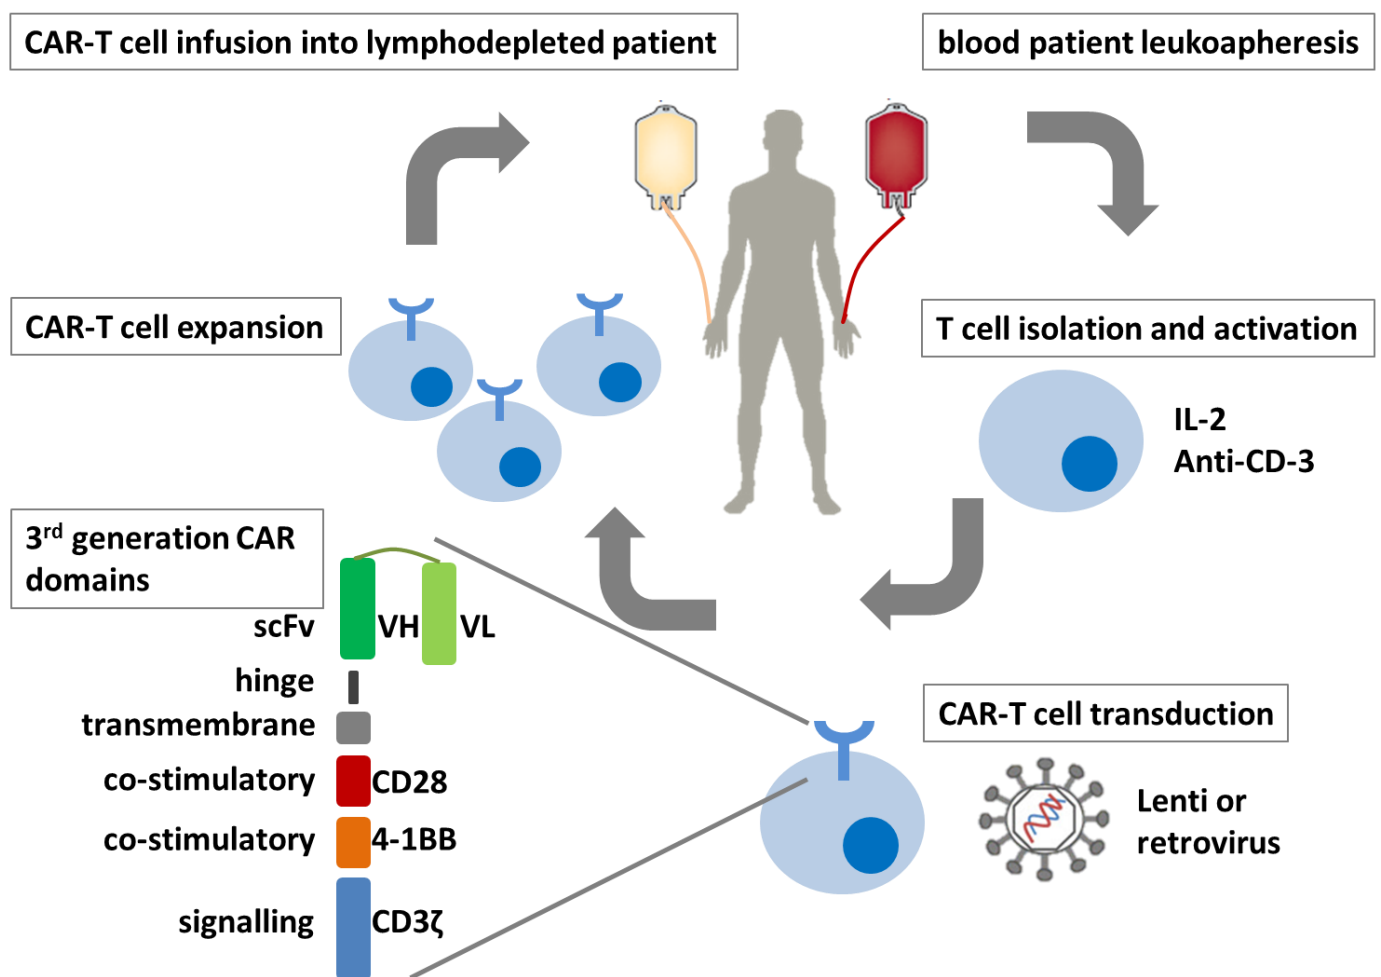 CAR-T cell infusion into lymphodepleted patient
blood patient leukoapheresis
CAR-T cell expansion
T cell isolation and activation
IL-2
Anti-CD-3
3rd generation CAR
domains
scFv VH VL
hinge
transmembrane
co-stimulatory CD28
co-stimulatory 4-1BB
signalling CD3ζ
CAR-T cell transduction
Lenti or
retrovirus